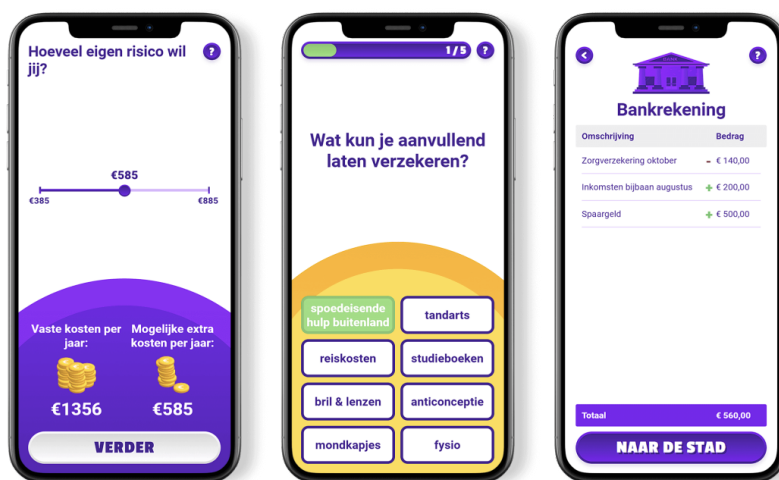 Hoeveel eigen risico wil
jij?
?
€585
€385
€885
Vaste kosten per
jaar:
Mogelijke extra
kosten per jaar:
€1356
€585
VERDER
1/5
?
Wat kun je aanvullend
laten verzekeren?
spoedeisende
hulp buitenland
tandarts
reiskosten
studieboeken
bril & lenzen
anticonceptie
mondkapjes
fysio
?
Bankrekening
Omschrijving Bedrag
Zorgverzekering oktober - € 140,00
Inkomsten bijbaan augustus + € 200,00
Spaargeld + € 500,00
Totaal € 560,00
NAAR DE STAD